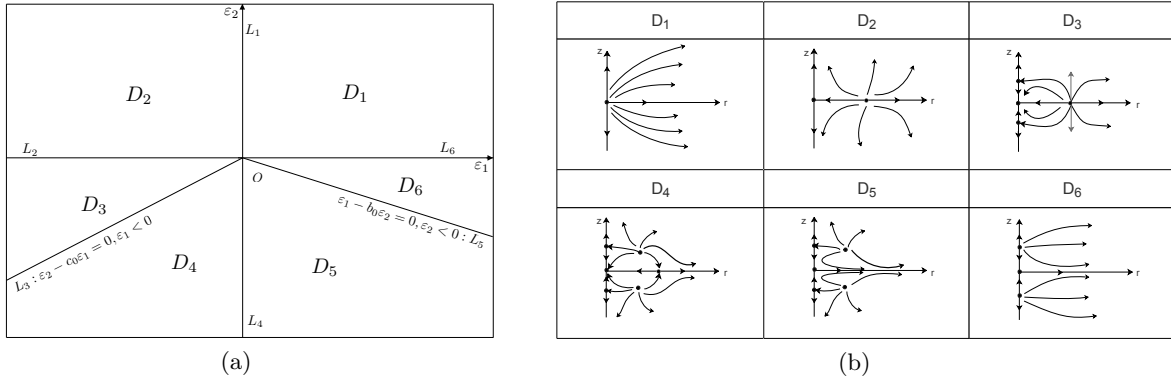 ε₂
L₁
D₂
D₁
L₂
L₆
ε₁
O
D₃
D₆
L₃ : ε₂ − c₀ε₁ = 0, ε₁ < 0
ε₁ − b₀ε₂ = 0, ε₂ < 0 : L₅
D₄
D₅
L₄
(a)
D₁ D₂ D₃
z r z r z r
D₄ D₅ D₆
z r z r z r
(b)